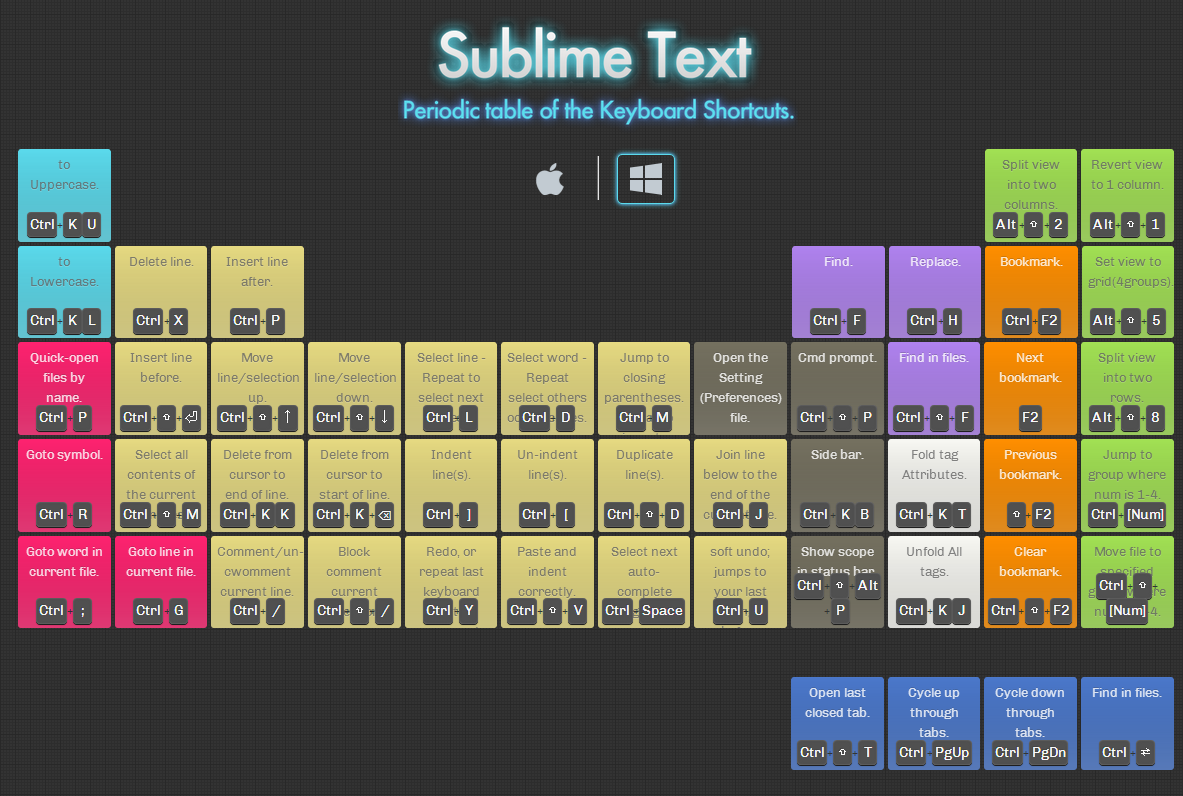 Sublime Text
Periodic table of the Keyboard Shortcuts.
to
Uppercase.
Ctrl + K U
Split view
into two
columns.
Alt + ⇧ + 2
Revert view
to 1 column.
Alt + ⇧ + 1
to
Lowercase.
Ctrl + K L
Delete line.
Ctrl + X
Insert line
after.
Ctrl + P
Find.
Ctrl + F
Replace.
Ctrl + H
Bookmark.
Ctrl + F2
Set view to
grid(4groups).
Alt + ⇧ + 5
Quick-open
files by
name.
Ctrl + P
Insert line
before.
Ctrl + ⇧ + ⏎
Move
line/selection
up.
Ctrl + ⇧ + ↑
Move
line/selection
down.
Ctrl + ⇧ + ↓
Select line -
Repeat to
select next
Ctrl + L
Select word -
Repeat
select others
Ctrl + D
Jump to
closing
parentheses.
Ctrl + M
Open the
Setting
(Preferences)
file.
Cmd prompt.
Ctrl + ⇧ + P
Find in files.
Ctrl + ⇧ + F
Next
bookmark.
F2
Split view
into two
rows.
Alt + ⇧ + 8
Goto symbol.
Ctrl + R
Select all
contents of
the current
Ctrl + ⇧ + M
Delete from
cursor to
end of line.
Ctrl + K K
Delete from
cursor to
start of line.
Ctrl + K + ⌫
Indent
line(s).
Ctrl + ]
Un-indent
line(s).
Ctrl + [
Duplicate
line(s).
Ctrl + ⇧ + D
Join line
below to the
end of the
Ctrl + J
Side bar.
Ctrl + K B
Fold tag
Attributes.
Ctrl + K T
Previous
bookmark.
⇧ + F2
Jump to
group where
num is 1-4.
Ctrl + [Num]
Goto word in
current file.
Ctrl + ;
Goto line in
current file.
Ctrl + G
Comment/un-
cwomment
current line.
Ctrl + /
Block
comment
current
Ctrl + ⇧ + /
Redo, or
repeat last
keyboard
Ctrl + Y
Paste and
indent
correctly.
Ctrl + ⇧ + V
Select next
auto-
complete
Ctrl + Space
soft undo;
jumps to
your last
Ctrl + U
Show scope
in status bar
Ctrl + ⇧ + Alt
+ P
Unfold All
tags.
Ctrl + K J
Clear
bookmark.
Ctrl + ⇧ + F2
Move file to
specified
Ctrl + ⇧ +
[Num]
Open last
closed tab.
Ctrl + ⇧ + T
Cycle up
through
tabs.
Ctrl + PgUp
Cycle down
through
tabs.
Ctrl + PgDn
Find in files.
Ctrl + ⇄